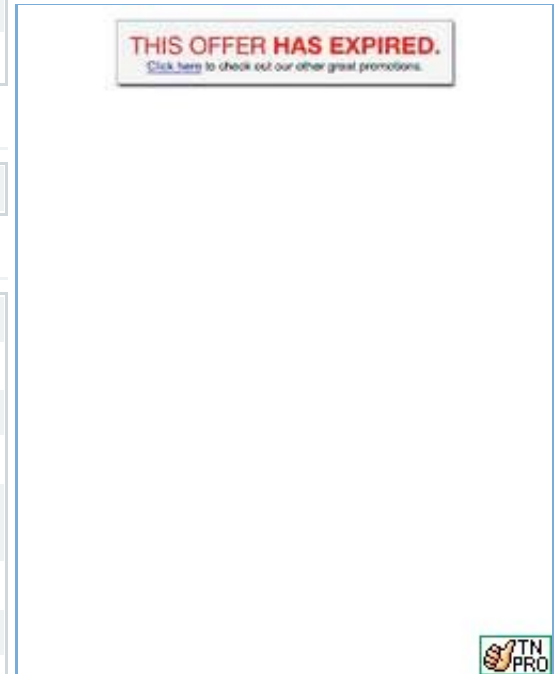 THIS OFFER HAS EXPIRED.
Click here to check out our other great promotions.
TN
PRO